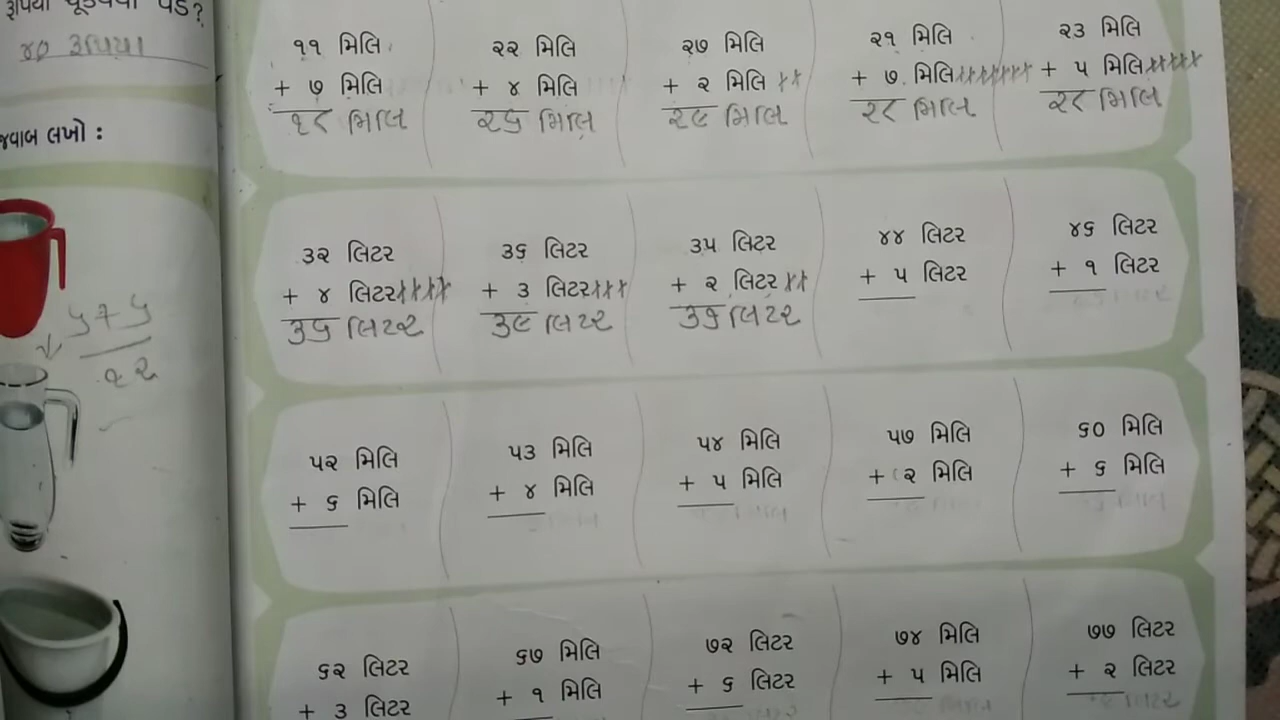 રૂપિયા ચૂકવવા પડે?
૪૦ રૂપિયા
જવાબ લખો :
૫+૫
૧૧ મિલિ ૨૨ મિલિ ૨૭ મિલિ ૨૧ મિલિ ૨૩ મિલિ
+ ૭ મિલિ + ૪ મિલિ + ૨ મિલિ + ૭ મિલિ + ૫ મિલિ
૧૮ મિલિ ૨૬ મિલિ ૨૯ મિલિ ૨૮ મિલિ ૨૮ મિલિ
૩૨ લિટર ૩૬ લિટર ૩૫ લિટર ૪૪ લિટર ૪૬ લિટર
+ ૪ લિટર + ૩ લિટર + ૨ લિટર + ૫ લિટર + ૧ લિટર
૩૬ લિટર ૩૯ લિટર ૩૭ લિટર
૫૨ મિલિ ૫૩ મિલિ ૫૪ મિલિ ૫૭ મિલિ ૬૦ મિલિ
+ ૬ મિલિ + ૪ મિલિ + ૫ મિલિ + ૨ મિલિ + ૬ મિલિ
૬૨ લિટર ૬૭ મિલિ ૭૨ લિટર ૭૪ મિલિ ૭૭ લિટર
+ ૩ લિટર + ૧ મિલિ + ૬ લિટર + ૫ મિલિ + ૨ લિટર